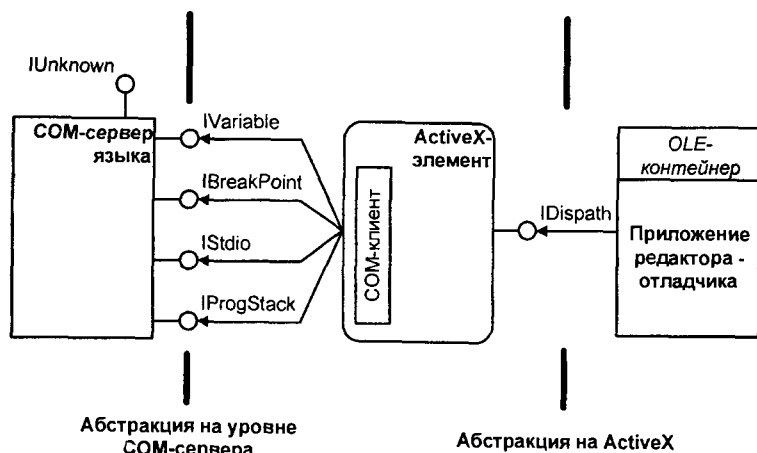 IUnknown
COM-сервер
языка
IVariable
IBreakPoint
IStdio
IProgStack
ActiveX-
элемент
COM-клиент
IDispath
OLE-
контейнер
Приложение
редактора -
отладчика
Абстракция на уровне
COM-сервера
Абстракция на ActiveX